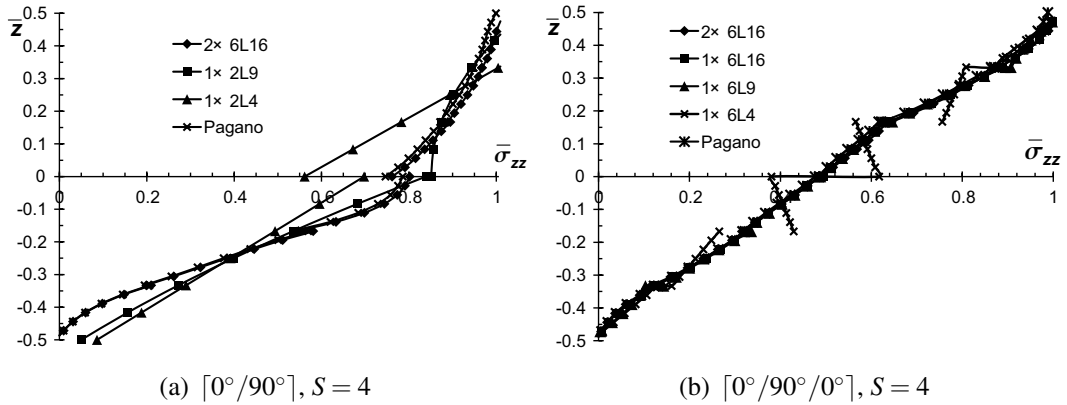 z̄
0.5
0.4
0.3
0.2
0.1
0
-0.1
-0.2
-0.3
-0.4
-0.5
2× 6L16
1× 2L9
1× 2L4
Pagano
σ̄zz
0 0.2 0.4 0.6 0.8 1
(a) ⌈0°/90°⌉, S = 4
z̄
0.5
0.4
0.3
0.2
0.1
0
-0.1
-0.2
-0.3
-0.4
-0.5
2× 6L16
1× 6L16
1× 6L9
1× 6L4
Pagano
σ̄zz
0 0.2 0.4 0.6 0.8 1
(b) ⌈0°/90°/0°⌉, S = 4